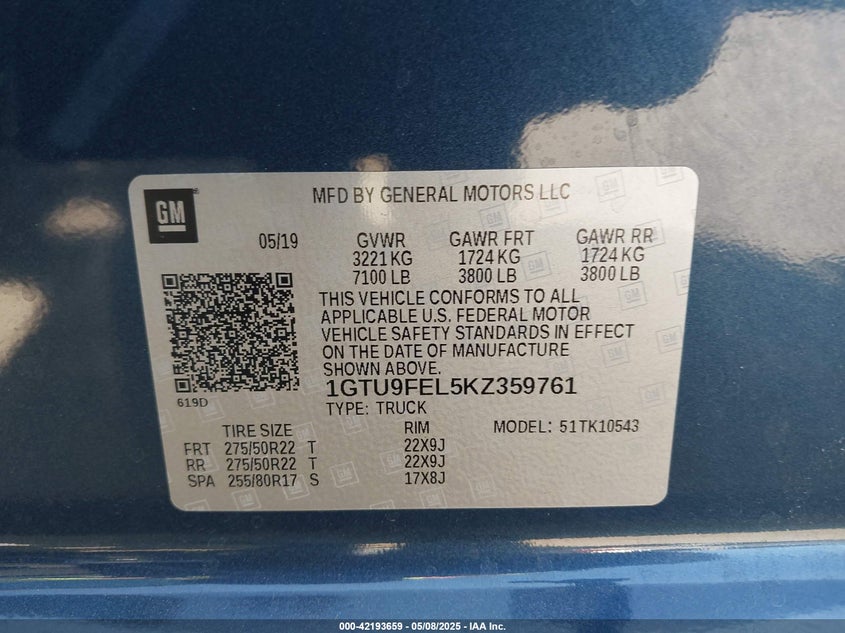 GM
MFD BY GENERAL MOTORS LLC
05/19 GVWR GAWR FRT GAWR RR
3221 KG 1724 KG 1724 KG
7100 LB 3800 LB 3800 LB
THIS VEHICLE CONFORMS TO ALL
APPLICABLE U.S. FEDERAL MOTOR
VEHICLE SAFETY STANDARDS IN EFFECT
ON THE DATE OF MANUFACTURE
SHOWN ABOVE.
1GTU9FEL5KZ359761
619D
TYPE: TRUCK
TIRE SIZE RIM MODEL: 51TK10543
FRT 275/50R22 T 22X9J
RR 275/50R22 T 22X9J
SPA 255/80R17 S 17X8J
000-42193659 - 05/08/2025 - IAA Inc.